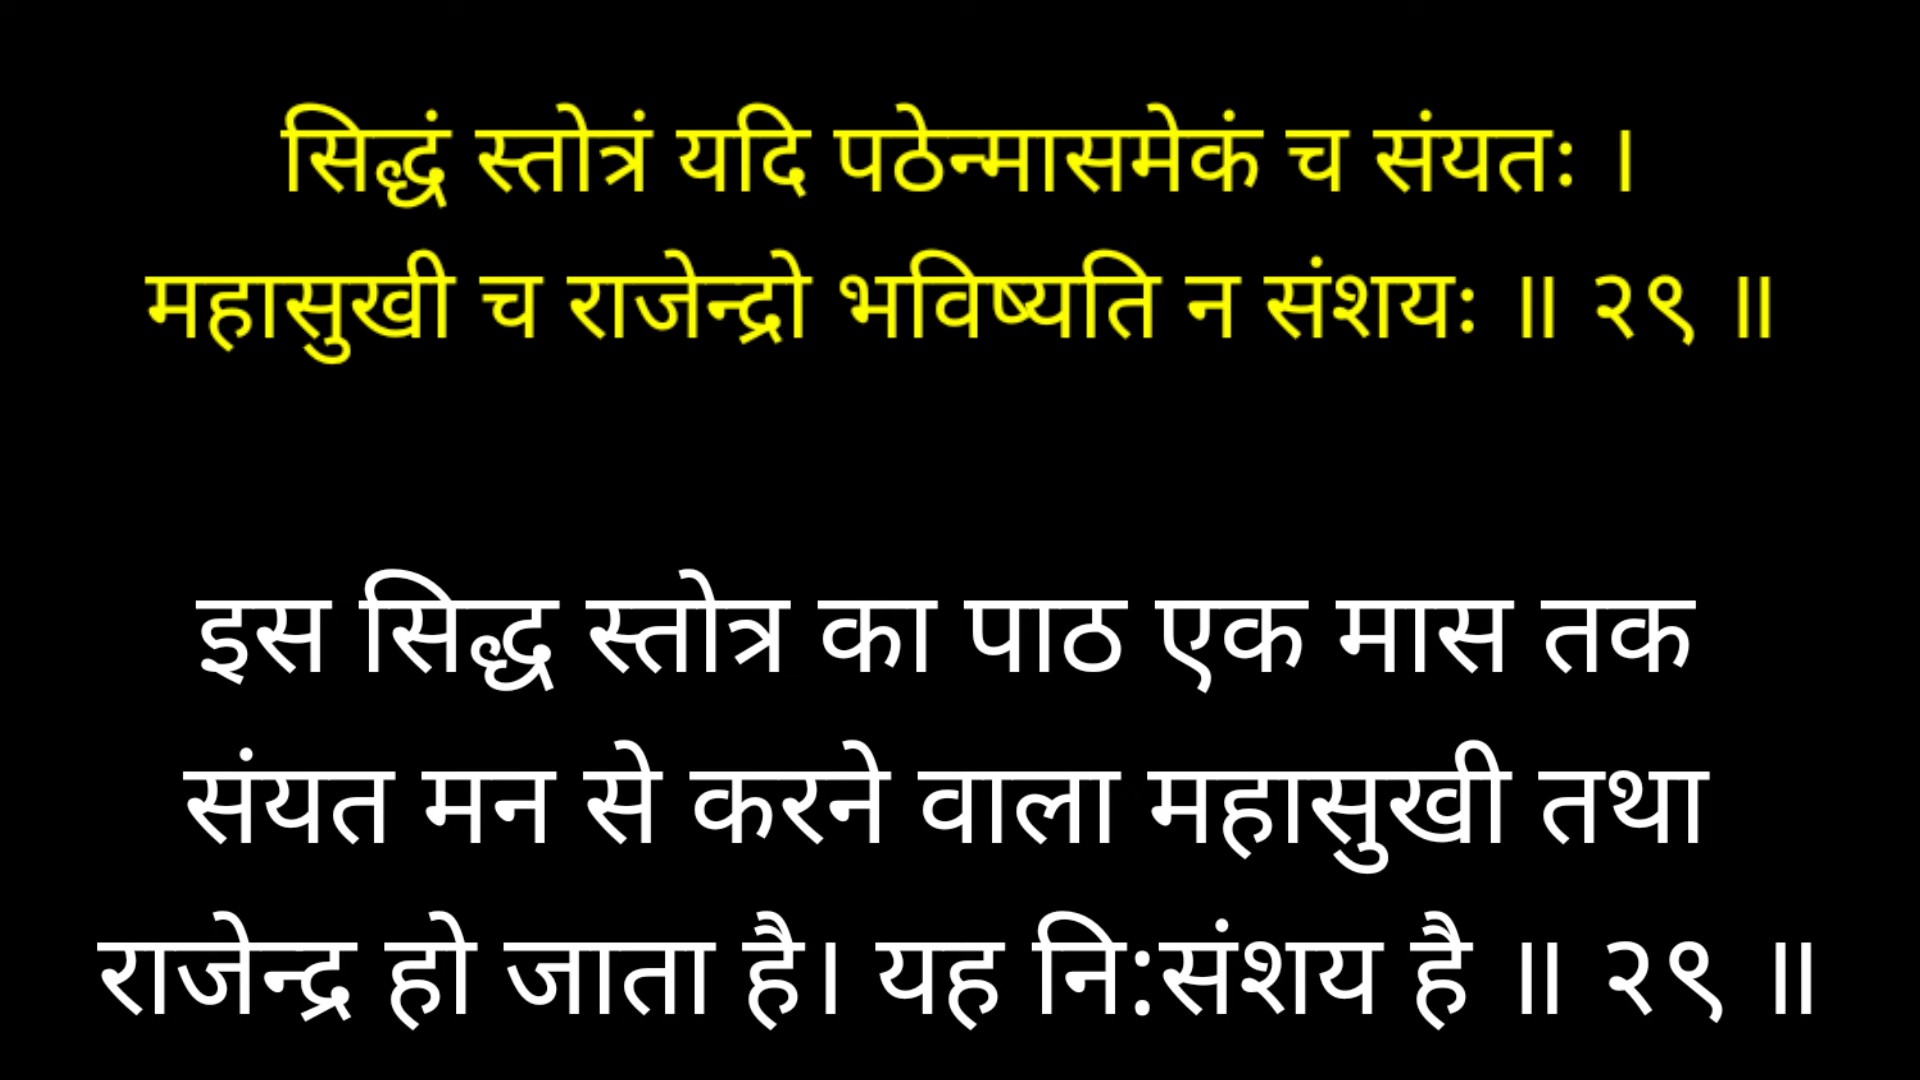 सिद्धं स्तोत्रं यदि पठेन्मासमेकं च संयतः ।
महासुखी च राजेन्द्रो भविष्यति न संशयः ॥ २९ ॥
इस सिद्ध स्तोत्र का पाठ एक मास तक
संयत मन से करने वाला महासुखी तथा
राजेन्द्र हो जाता है। यह नि:संशय है ॥ २९ ॥